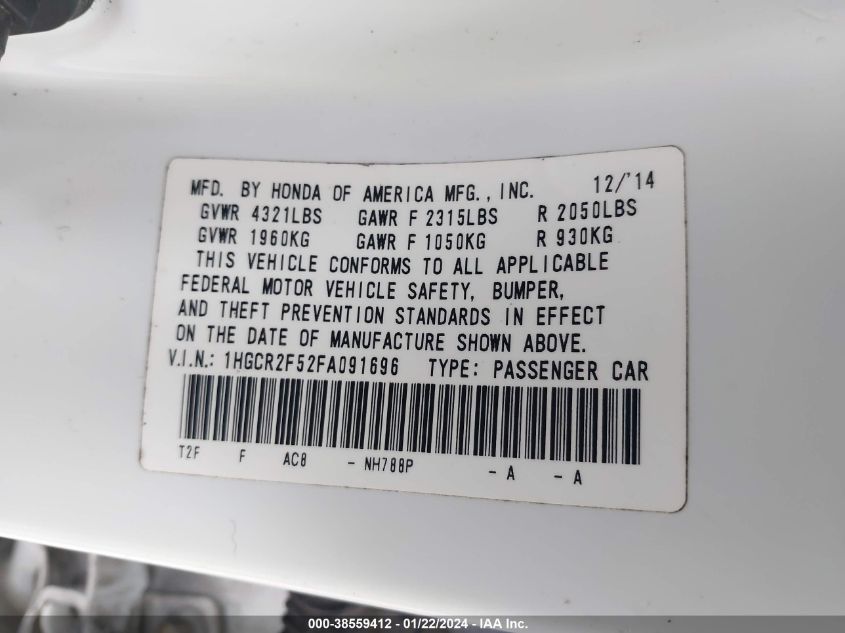 MFD. BY HONDA OF AMERICA MFG., INC. 12/'14
GVWR 4321LBS GAWR F 2315LBS R 2050LBS
GVWR 1960KG GAWR F 1050KG R 930KG
THIS VEHICLE CONFORMS TO ALL APPLICABLE
FEDERAL MOTOR VEHICLE SAFETY, BUMPER,
AND THEFT PREVENTION STANDARDS IN EFFECT
ON THE DATE OF MANUFACTURE SHOWN ABOVE.
V.I.N.: 1HGCR2F52FA091696 TYPE: PASSENGER CAR
T2F F AC8 - NH788P - A - A
000-38559412 - 01/22/2024 - IAA Inc.